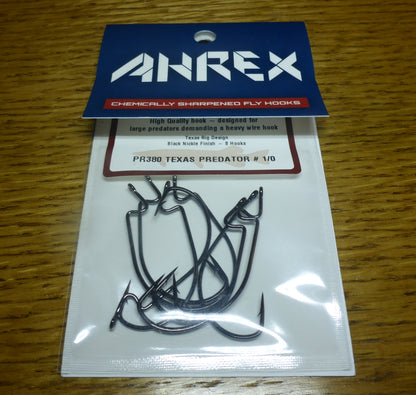 AHREX
CHEMICALLY SHARPENED FLY HOOKS
High Quality hook ~ designed for
large predators demanding a heavy wire hook
Texas Rig Design
Black Nickle Finish ~ 8 Hooks
PR380 TEXAS PREDATOR # 1/0